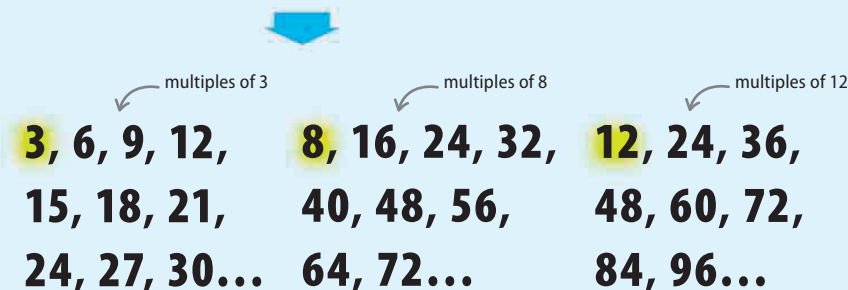 multiples of 3
3, 6, 9, 12,
15, 18, 21,
24, 27, 30...
multiples of 8
8, 16, 24, 32,
40, 48, 56,
64, 72...
multiples of 12
12, 24, 36,
48, 60, 72,
84, 96...